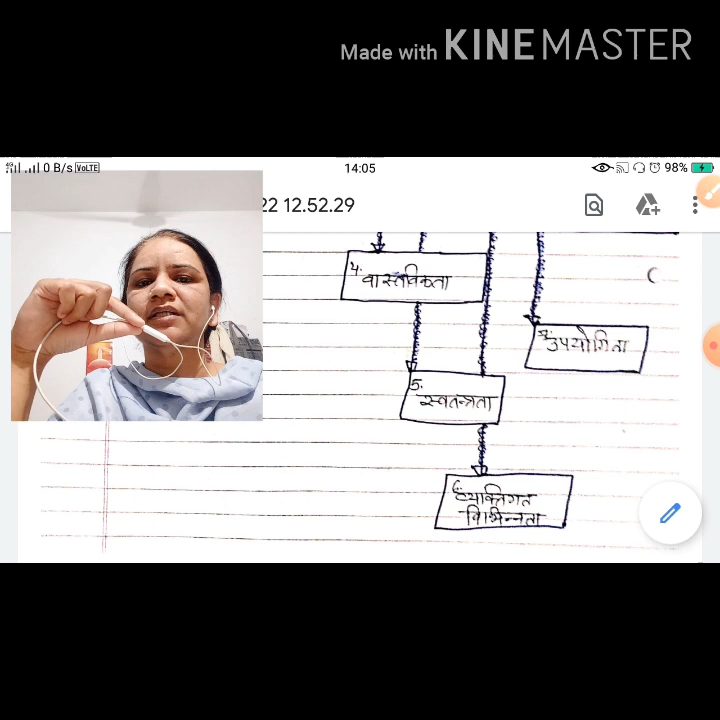 Made with KINEMASTER
4G 0 B/s VoLTE 14:05 98%
22 12.52.29
4. वास्तविकता
उपयोगिता
5. स्वतन्त्रता
6. व्यक्तिगत
विभिन्नता